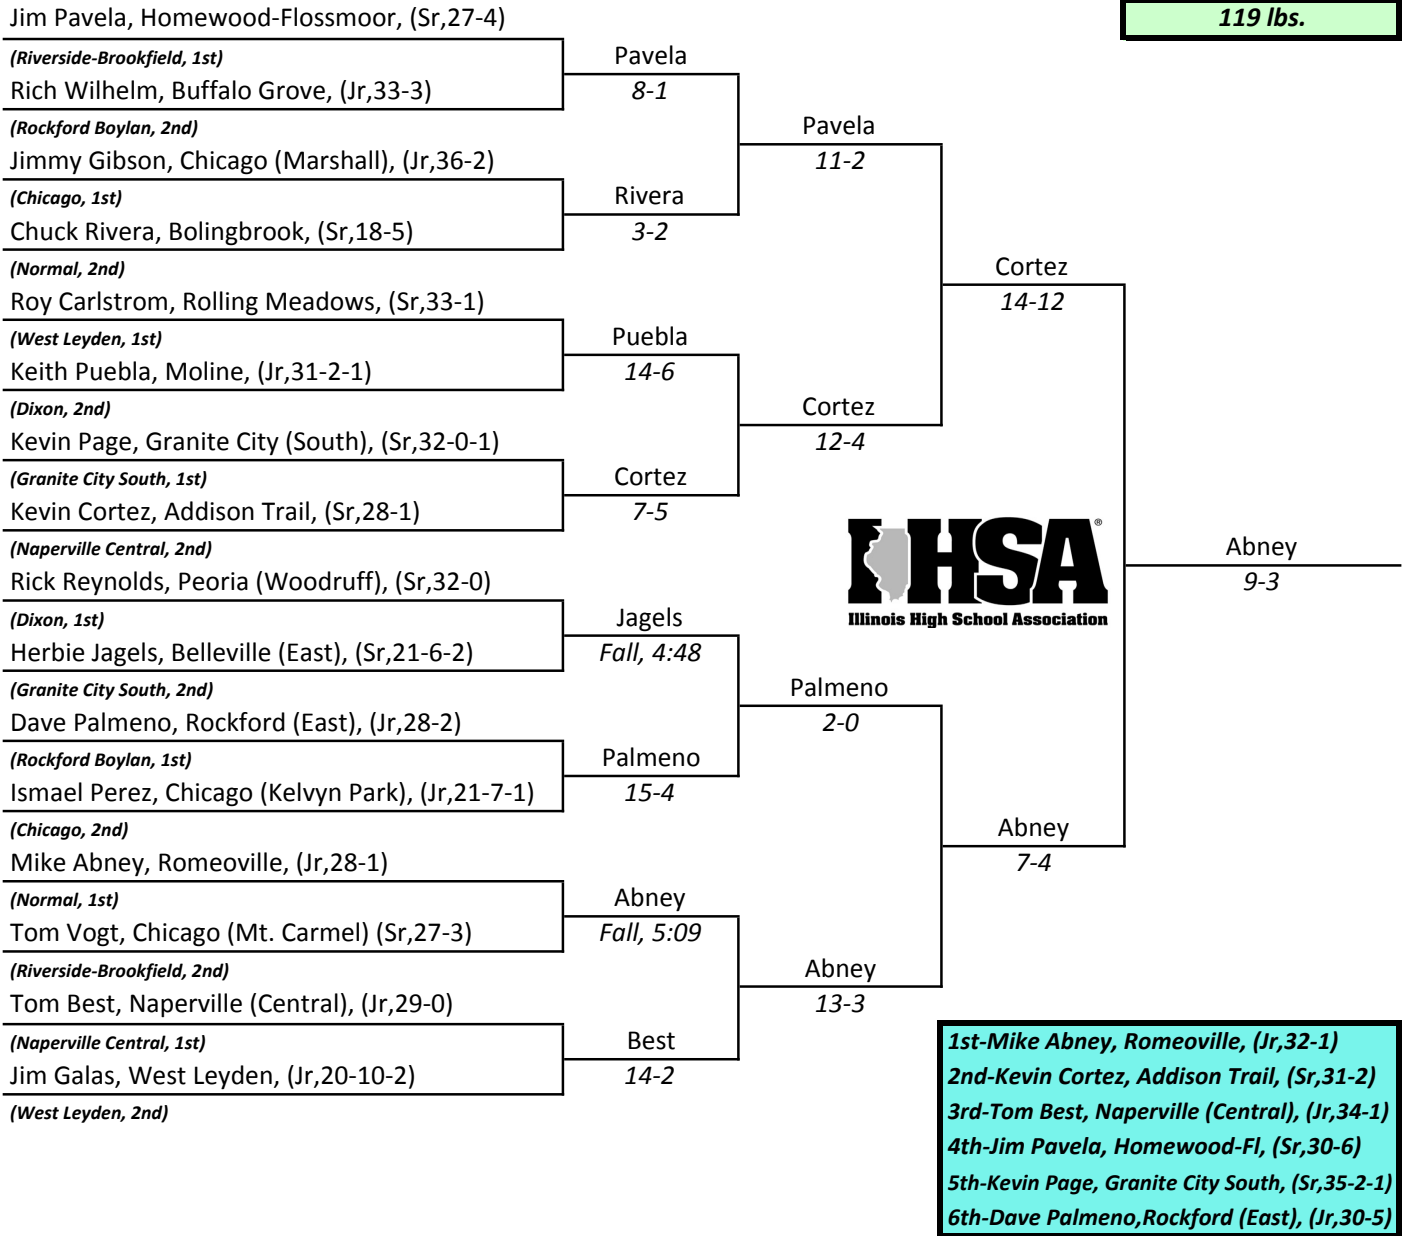 Jim Pavela, Homewood-Flossmoor, (Sr,27-4)
119 lbs.
(Riverside-Brookfield, 1st)
Pavela
Rich Wilhelm, Buffalo Grove, (Jr,33-3)
8-1
(Rockford Boylan, 2nd)
Pavela
Jimmy Gibson, Chicago (Marshall), (Jr,36-2)
11-2
(Chicago, 1st)
Rivera
Chuck Rivera, Bolingbrook, (Sr,18-5)
3-2
(Normal, 2nd)
Cortez
Roy Carlstrom, Rolling Meadows, (Sr,33-1)
14-12
(West Leyden, 1st)
Puebla
Keith Puebla, Moline, (Jr,31-2-1)
14-6
(Dixon, 2nd)
Cortez
Kevin Page, Granite City (South), (Sr,32-0-1)
12-4
(Granite City South, 1st)
Cortez
Kevin Cortez, Addison Trail, (Sr,28-1)
7-5
IHSA®
(Naperville Central, 2nd)
Abney
Rick Reynolds, Peoria (Woodruff), (Sr,32-0)
9-3
(Dixon, 1st)
Jagels
Illinois High School Association
Herbie Jagels, Belleville (East), (Sr,21-6-2)
Fall, 4:48
(Granite City South, 2nd)
Palmeno
Dave Palmeno, Rockford (East), (Jr,28-2)
2-0
(Rockford Boylan, 1st)
Palmeno
Ismael Perez, Chicago (Kelvyn Park), (Jr,21-7-1)
15-4
(Chicago, 2nd)
Abney
Mike Abney, Romeoville, (Jr,28-1)
7-4
(Normal, 1st)
Abney
Tom Vogt, Chicago (Mt. Carmel) (Sr,27-3)
Fall, 5:09
(Riverside-Brookfield, 2nd)
Abney
Tom Best, Naperville (Central), (Jr,29-0)
13-3
(Naperville Central, 1st)
Best
Jim Galas, West Leyden, (Jr,20-10-2)
14-2
(West Leyden, 2nd)
1st-Mike Abney, Romeoville, (Jr,32-1)
2nd-Kevin Cortez, Addison Trail, (Sr,31-2)
3rd-Tom Best, Naperville (Central), (Jr,34-1)
4th-Jim Pavela, Homewood-Fl, (Sr,30-6)
5th-Kevin Page, Granite City South, (Sr,35-2-1)
6th-Dave Palmeno,Rockford (East), (Jr,30-5)